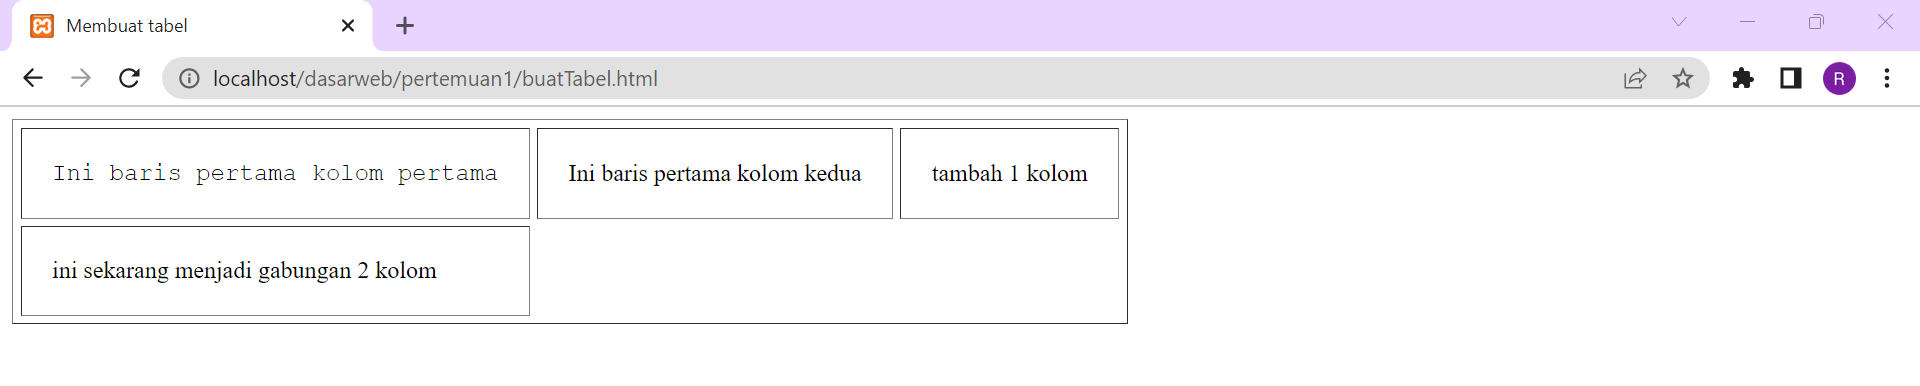 Membuat tabel
localhost/dasarweb/pertemuan1/buatTabel.html
R
Ini baris pertama kolom pertama
Ini baris pertama kolom kedua
tambah 1 kolom
ini sekarang menjadi gabungan 2 kolom